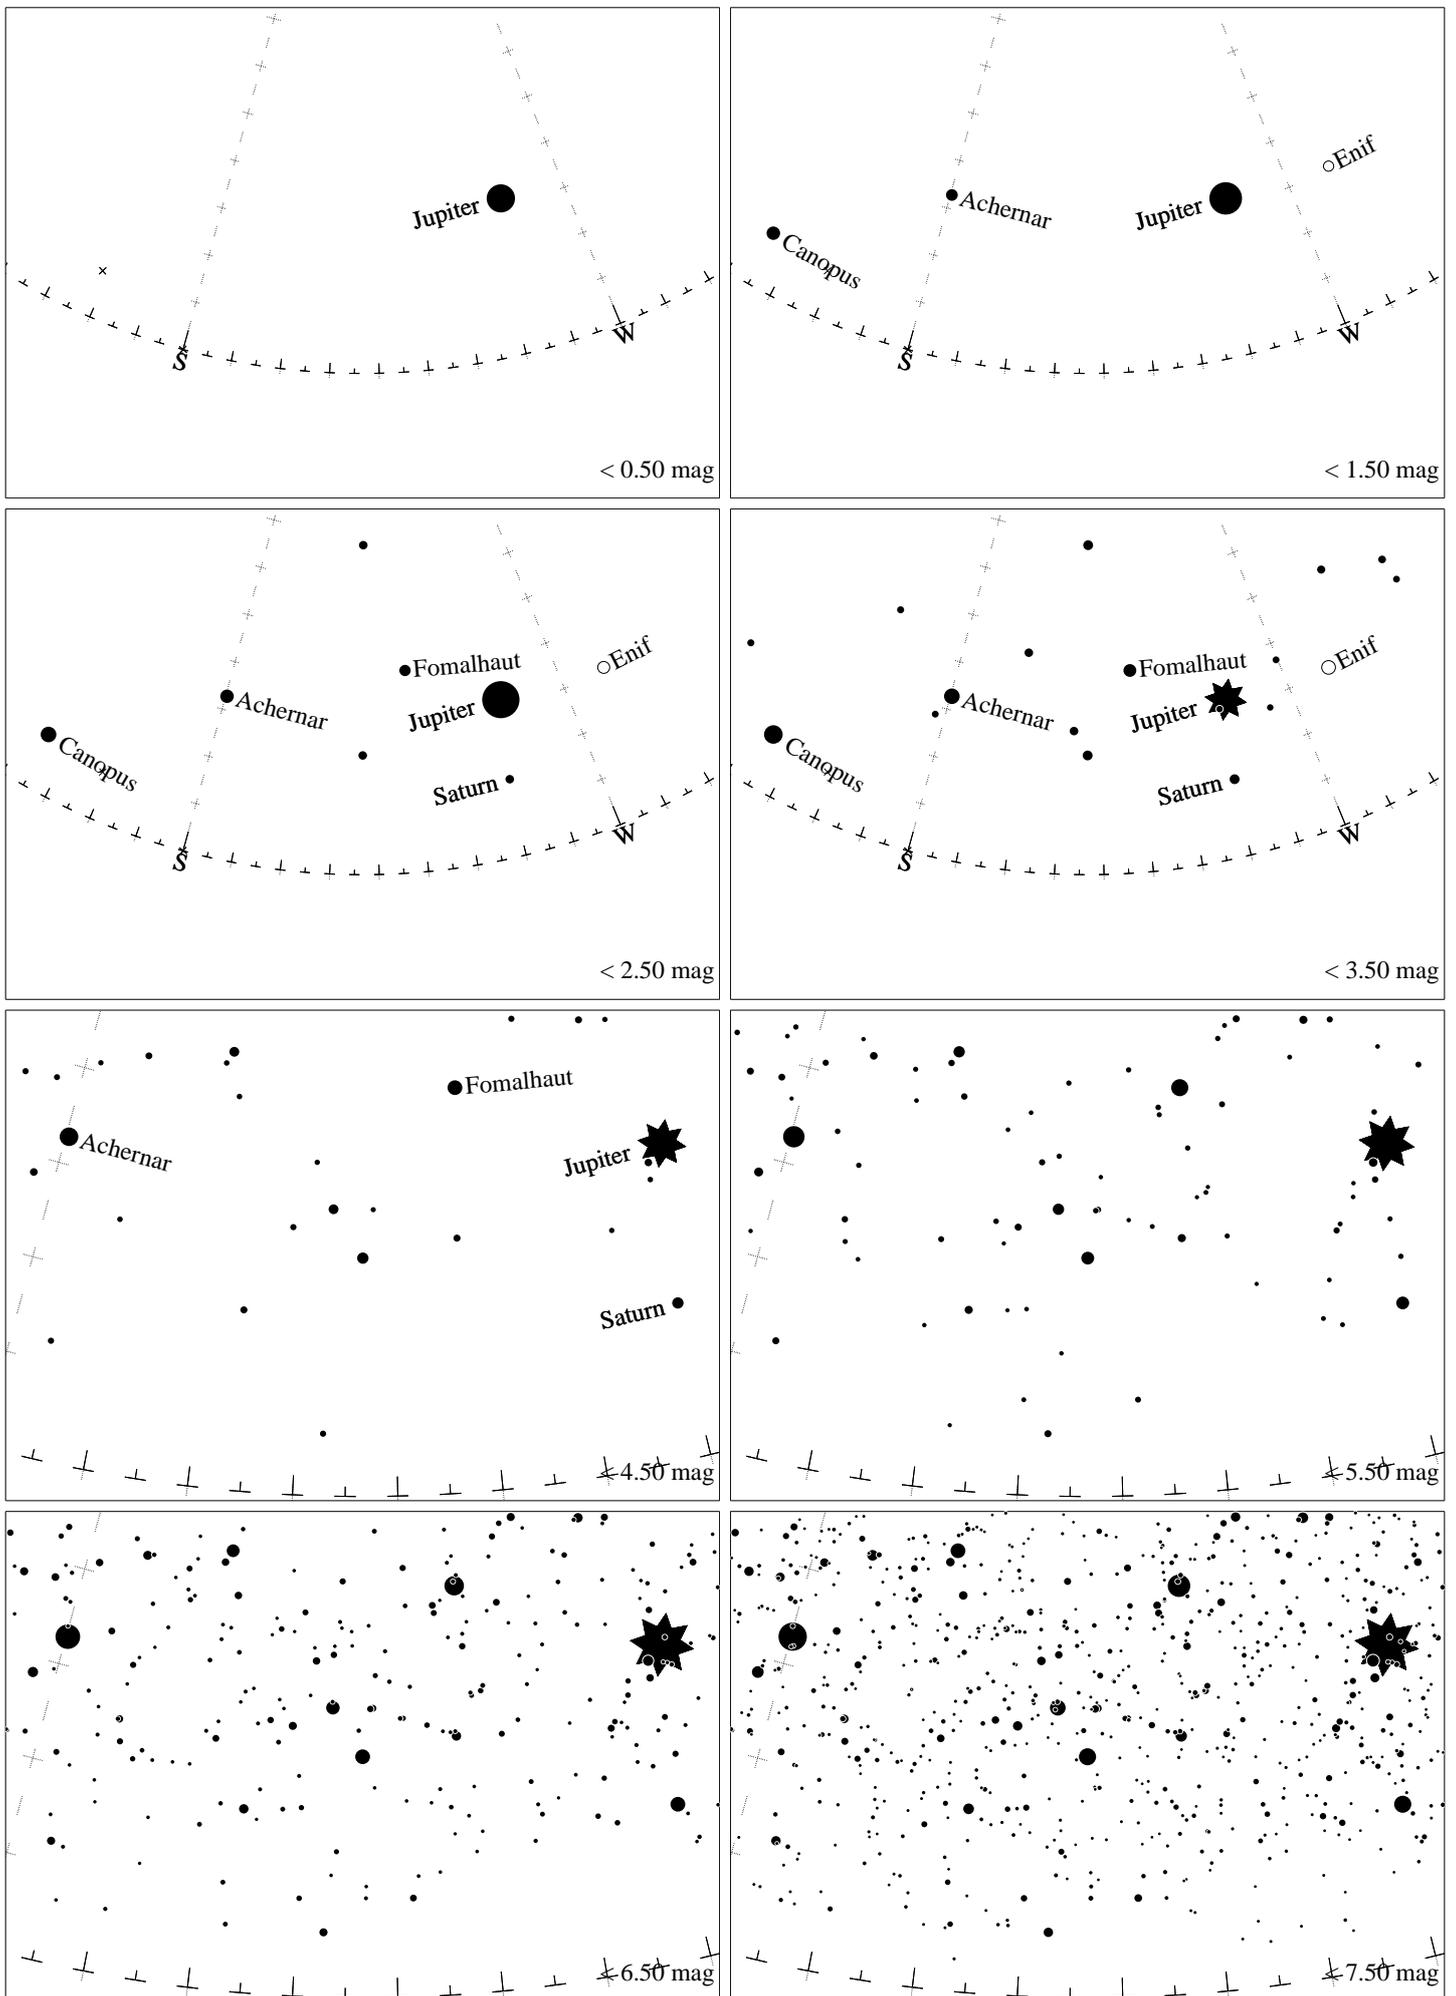 Jupiter
S
W
< 0.50 mag
Enif
Achernar
Jupiter
Canopus
S
W
< 1.50 mag
Fomalhaut
Enif
Achernar
Jupiter
Canopus
Saturn
S
W
< 2.50 mag
Fomalhaut
Enif
Achernar
Jupiter
Canopus
Saturn
S
W
< 3.50 mag
Fomalhaut
Achernar
Jupiter
Saturn
< 4.50 mag
< 5.50 mag
< 6.50 mag
< 7.50 mag